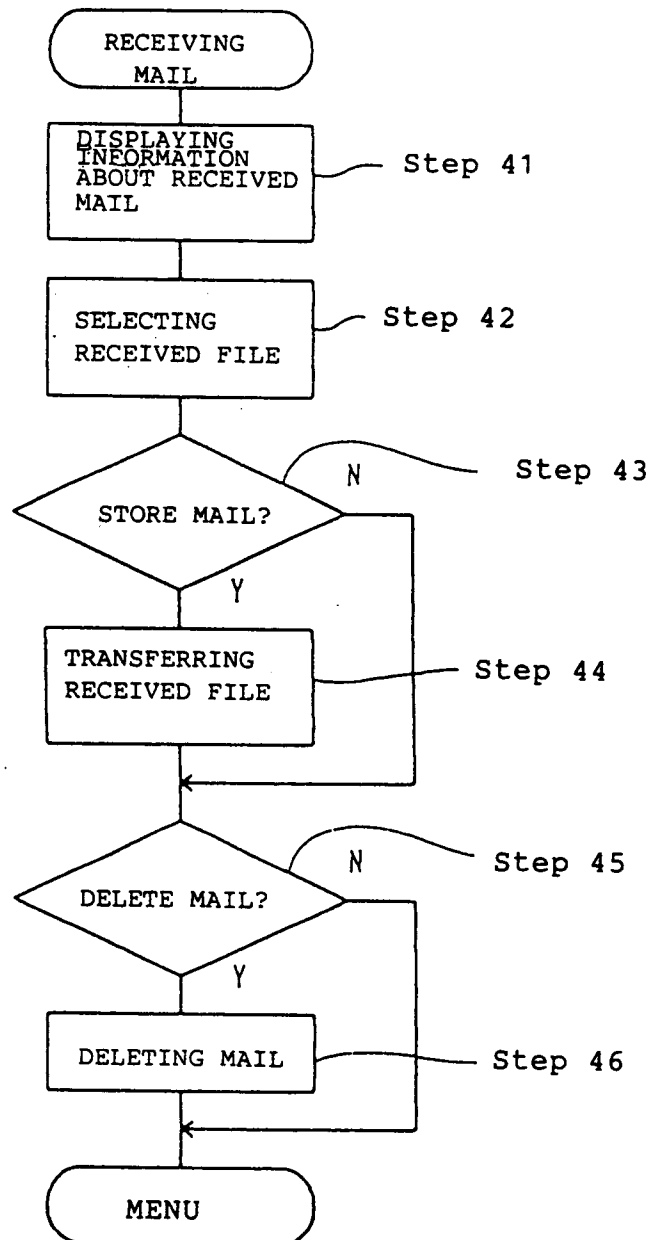 RECEIVING
MAIL
DISPLAYING
INFORMATION
ABOUT RECEIVED
MAIL
Step 41
SELECTING
RECEIVED FILE
Step 42
STORE MAIL?
N
Step 43
Y
TRANSFERRING
RECEIVED FILE
Step 44
DELETE MAIL?
N
Step 45
Y
DELETING MAIL
Step 46
MENU